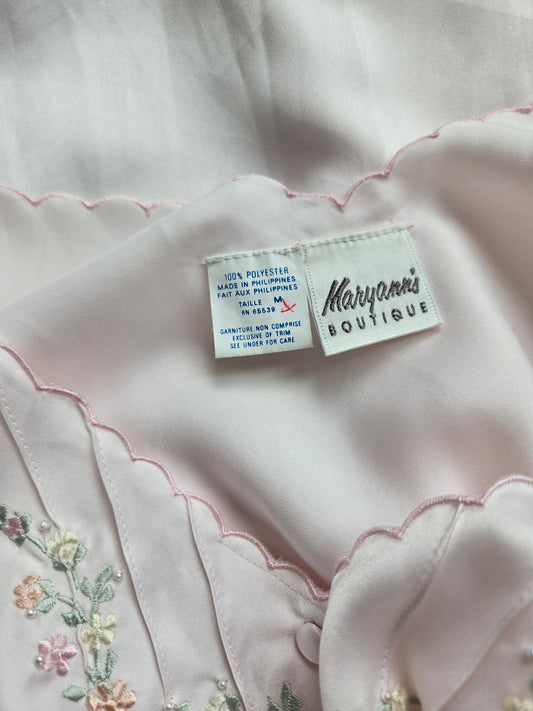 100% POLYESTER
MADE IN PHILIPPINES
FAIT AUX PHILIPPINES
TAILLE M
RN 65539
GARNITURE NON COMPRISE
EXCLUSIVE OF TRIM
SEE UNDER FOR CARE
Maryann's
BOUTIQUE